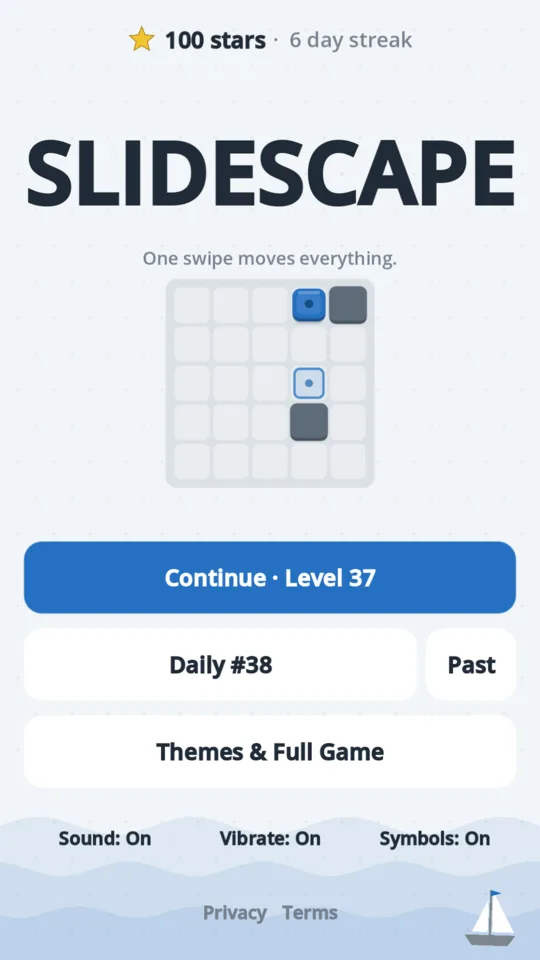 100 stars · 6 day streak
SLIDESCAPE
One swipe moves everything.
Continue · Level 37
Daily #38 Past
Themes & Full Game
Sound: On Vibrate: On Symbols: On
Privacy Terms